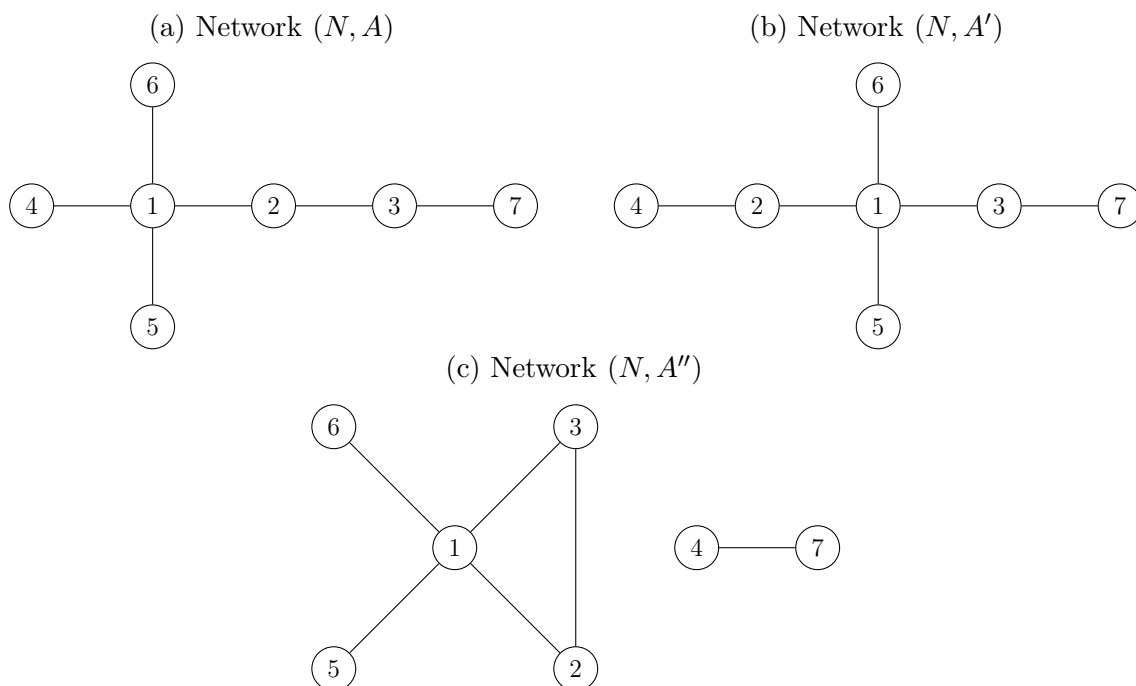 (a) Network (N, A)
(b) Network (N, A′)
6
6
4 1 2 3 7
4 2 1 3 7
5
5
(c) Network (N, A′′)
6 3
1 4 7
5 2